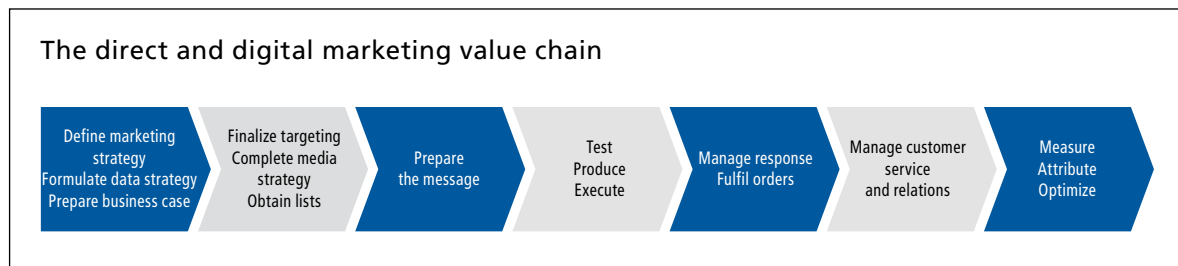 The direct and digital marketing value chain
Define marketing
strategy
Formulate data strategy
Prepare business case
Finalize targeting
Complete media
strategy
Obtain lists
Prepare
the message
Test
Produce
Execute
Manage response
Fulfil orders
Manage customer
service
and relations
Measure
Attribute
Optimize